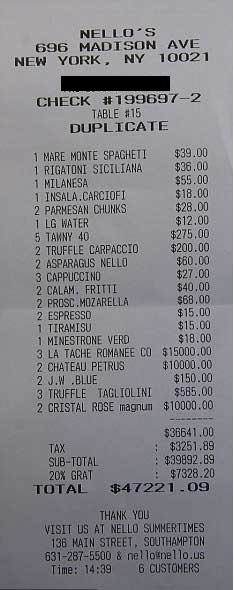 NELLO'S
696 MADISON AVE
NEW YORK, NY 10021
CHECK #199697-2
TABLE #15
DUPLICATE
1 MARE MONTE SPAGHETI $39.00
1 RIGATONI SICILIANA $36.00
1 MILANESA $55.00
1 INSALA.CARCIOFI $18.00
2 PARMESAN CHUNKS $28.00
1 LG WATER $12.00
5 TAWNY 40 $275.00
2 TRUFFLE CARPACCIO $200.00
2 ASPARAGUS NELLO $60.00
3 CAPPUCCINO $27.00
2 CALAM. FRITTI $40.00
2 PROSC.MOZARELLA $68.00
2 ESPRESSO $15.00
1 TIRAMISU $15.00
1 MINESTRONE VERD $18.00
3 LA TACHE ROMANEE CO $15000.00
2 CHATEAU PETRUS $10000.00
2 J.W .BLUE $150.00
3 TRUFFLE TAGLIOLINI $585.00
2 CRISTAL ROSE magnum $10000.00
--------
$36641.00
TAX : $3251.89
SUB-TOTAL : $39892.89
20% GRAT : $7328.20
TOTAL $47221.09
THANK YOU
VISIT US AT NELLO SUMMERTIMES
136 MAIN STREET, SOUTHAMPTON
631-287-5500 & nello@nello.us
Time: 14:39 6 CUSTOMERS